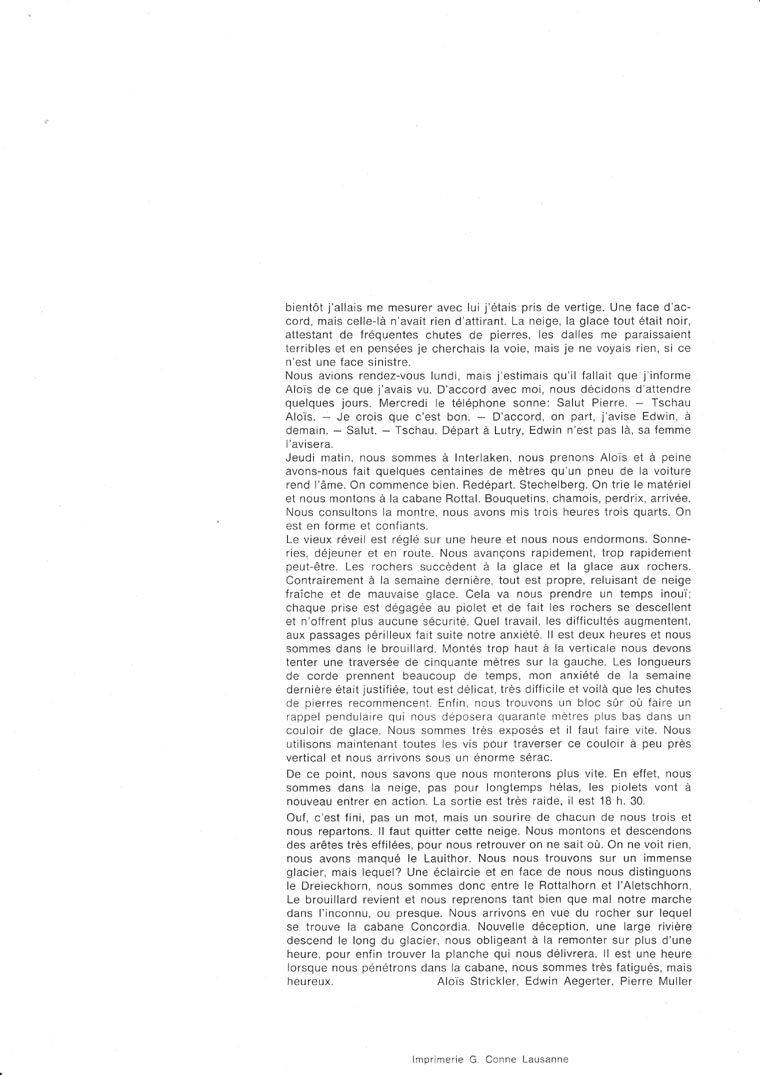 bientôt j'allais me mesurer avec lui j'étais pris de vertige. Une face d'ac-
cord, mais celle-là n'avait rien d'attirant. La neige, la glace tout était noir,
attestant de fréquentes chutes de pierres, les dalles me paraissaient
terribles et en pensées je cherchais la voie, mais je ne voyais rien, si ce
n'est une face sinistre.
Nous avions rendez-vous lundi, mais j'estimais qu'il fallait que j'informe
Aloïs de ce que j'avais vu. D'accord avec moi, nous décidons d'attendre
quelques jours. Mercredi le téléphone sonne: Salut Pierre. — Tschau
Aloïs. — Je crois que c'est bon. — D'accord, on part, j'avise Edwin, à
demain. — Salut. — Tschau. Départ à Lutry, Edwin n'est pas là, sa femme
l'avisera.
Jeudi matin, nous sommes à Interlaken, nous prenons Aloïs et à peine
avons-nous fait quelques centaines de mètres qu'un pneu de la voiture
rend l'âme. On commence bien. Redépart. Stechelberg. On trie le matériel
et nous montons à la cabane Rottal. Bouquetins, chamois, perdrix, arrivée.
Nous consultons la montre, nous avons mis trois heures trois quarts. On
est en forme et confiants.
Le vieux réveil est réglé sur une heure et nous nous endormons. Sonne-
ries, déjeuner et en route. Nous avançons rapidement, trop rapidement
peut-être. Les rochers succèdent à la glace et la glace aux rochers.
Contrairement à la semaine dernière, tout est propre, reluisant de neige
fraîche et de mauvaise glace. Cela va nous prendre un temps inouï;
chaque prise est dégagée au piolet et de fait les rochers se descellent
et n'offrent plus aucune sécurité. Quel travail, les difficultés augmentent,
aux passages périlleux fait suite notre anxiété. Il est deux heures et nous
sommes dans le brouillard. Montés trop haut à la verticale nous devons
tenter une traversée de cinquante mètres sur la gauche. Les longueurs
de corde prennent beaucoup de temps, mon anxiété de la semaine
dernière était justifiée, tout est délicat, très difficile et voilà que les chutes
de pierres recommencent. Enfin, nous trouvons un bloc sûr où faire un
rappel pendulaire qui nous déposera quarante mètres plus bas dans un
couloir de glace. Nous sommes très exposés et il faut faire vite. Nous
utilisons maintenant toutes les vis pour traverser ce couloir à peu près
vertical et nous arrivons sous un énorme sérac.
De ce point, nous savons que nous monterons plus vite. En effet, nous
sommes dans la neige, pas pour longtemps hélas, les piolets vont à
nouveau entrer en action. La sortie est très raide, il est 18 h. 30.
Ouf, c'est fini, pas un mot, mais un sourire de chacun de nous trois et
nous repartons. Il faut quitter cette neige. Nous montons et descendons
des arêtes très effilées, pour nous retrouver on ne sait où. On ne voit rien,
nous avons manqué le Lauithor. Nous nous trouvons sur un immense
glacier, mais lequel? Une éclaircie et en face de nous nous distinguons
le Dreieckhorn, nous sommes donc entre le Rottalhorn et l'Aletschhorn.
Le brouillard revient et nous reprenons tant bien que mal notre marche
dans l'inconnu, ou presque. Nous arrivons en vue du rocher sur lequel
se trouve la cabane Concordia. Nouvelle déception, une large rivière
descend le long du glacier, nous obligeant à la remonter sur plus d'une
heure, pour enfin trouver la planche qui nous délivrera. Il est une heure
lorsque nous pénétrons dans la cabane, nous sommes très fatigués, mais
heureux. Aloïs Strickler, Edwin Aegerter, Pierre Muller
Imprimerie G. Conne Lausanne